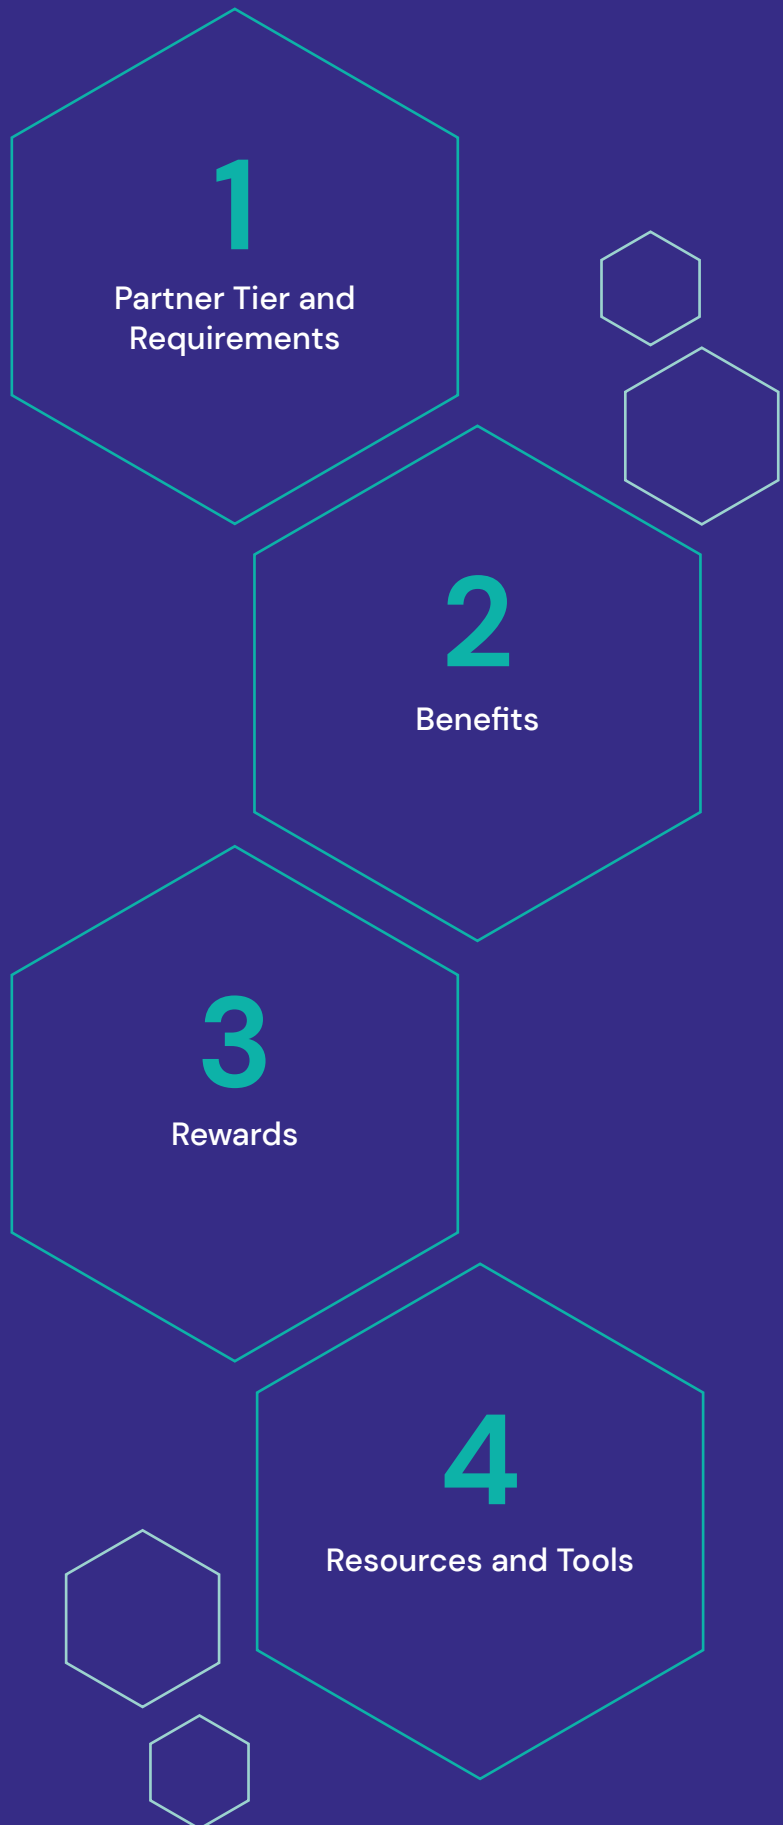 1
Partner Tier and
Requirements
2
Benefits
3
Rewards
4
Resources and Tools